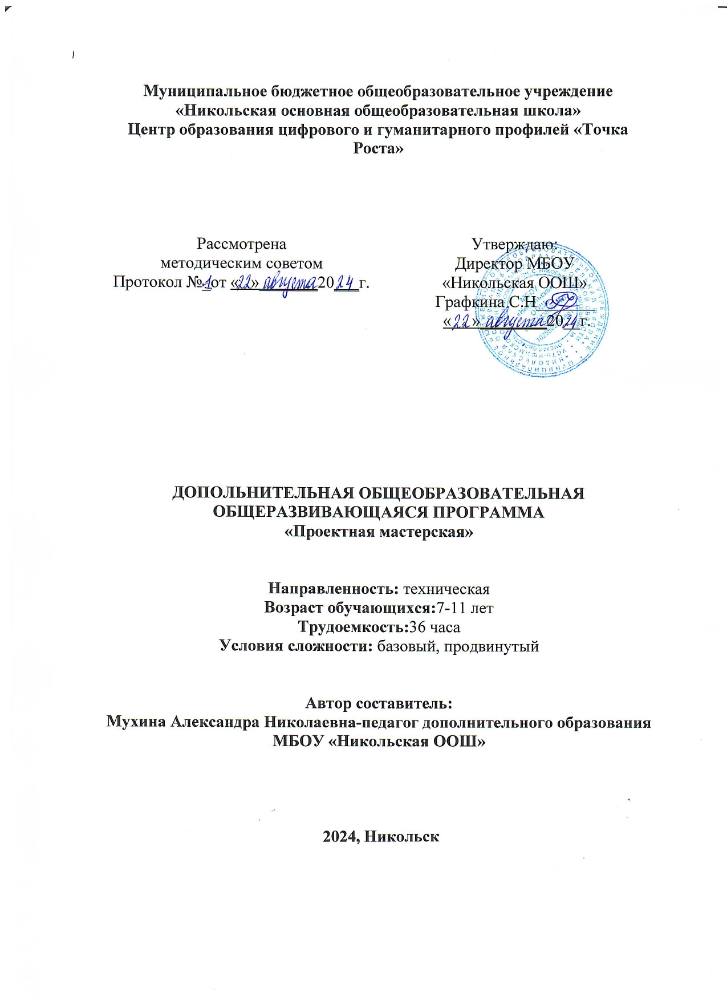 Муниципальное бюджетное общеобразовательное учреждение
«Никольская основная общеобразовательная школа»
Центр образования цифрового и гуманитарного профилей «Точка
Роста»
Рассмотрена
методическим советом
Протокол №1от «22» августа 2024 г.
Утверждаю:
Директор МБОУ
«Никольская ООШ»
Графкина С.Н
«22» августа 2024 г.
ДОПОЛЬНИТЕЛЬНАЯ ОБЩЕОБРАЗОВАТЕЛЬНАЯ
ОБЩЕРАЗВИВАЮЩАЯСЯ ПРОГРАММА
«Проектная мастерская»
Направленность: техническая
Возраст обучающихся:7-11 лет
Трудоемкость:36 часа
Условия сложности: базовый, продвинутый
Автор составитель:
Мухина Александра Николаевна-педагог дополнительного образования
МБОУ «Никольская ООШ»
2024, Никольск